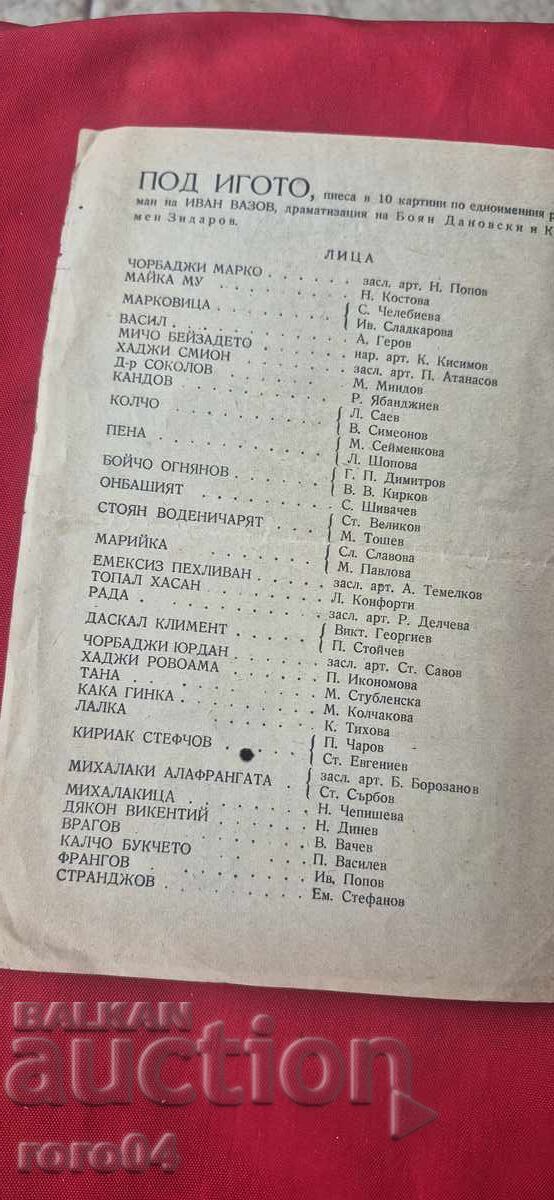 ПОД ИГОТО, пиеса в 10 картини по едноименния
ман на ИВАН ВАЗОВ, драматизация на Боян Дановски и
мен Зидаров.
ЛИЦА
ЧОРБАДЖИ МАРКО . . . . . . засл. арт. Н. Попов
МАЙКА МУ . . . . . . Н. Костова
МАРКОВИЦА . . . . . . { С. Челебиева
Ив. Сладкарова
ВАСИЛ . . . . . . А. Геров
МИЧО БЕЙЗАДЕТО . . . . . . нар. арт. К. Кисимов
ХАДЖИ СМИОН . . . . . . засл. арт. П. Атанасов
Д-р СОКОЛОВ . . . . . . М. Миндов
КАНДОВ . . . . . . Р. Ябанджиев
КОЛЧО . . . . . . { Л. Саев
В. Симеонов
ПЕНА . . . . . . { М. Сейменкова
Л. Шопова
БОЙЧО ОГНЯНОВ . . . . . . { Г. П. Димитров
В. В. Кирков
ОНБАШИЯТ . . . . . . С. Шивачев
СТОЯН ВОДЕНИЧАРЯТ . . . . { Ст. Великов
М. Тошев
МАРИЙКА . . . . . . { Сл. Славова
М. Павлова
ЕМЕКСИЗ ПЕХЛИВАН . . . . . засл. арт. А. Темелков
ТОПАЛ ХАСАН . . . . . . Л. Конфорти
РАДА . . . . . . засл. арт. Р. Делчева
ДАСКАЛ КЛИМЕНТ . . . . . { Викт. Георгиев
П. Стойчев
ЧОРБАДЖИ ЮРДАН . . . . . засл. арт. Ст. Савов
ХАДЖИ РОВОАМА . . . . . . П. Икономова
ТАНА . . . . . . М. Стубленска
КАКА ГИНКА . . . . . . М. Колчакова
ЛАЛКА . . . . . . К. Тихова
КИРИАК СТЕФЧОВ . . . . . { П. Чаров
Ст. Евгениев
МИХАЛАКИ АЛАФРАНГАТА . { засл. арт. Б. Борозанов
Ст. Сърбов
МИХАЛАКИЦА . . . . . . Н. Чепишева
ДЯКОН ВИКЕНТИЙ . . . . . . Н. Динев
ВРАГОВ . . . . . . В. Вачев
КАЛЧО БУКЧЕТО . . . . . . П. Василев
ФРАНГОВ . . . . . . Ив. Попов
СТРАНДЖОВ . . . . . . Ем. Стефанов
BALKAN
auction
roro04